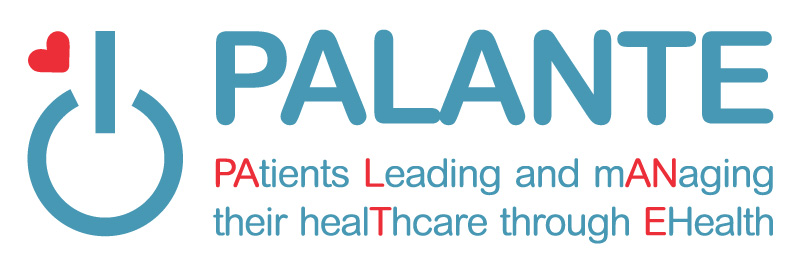 PALANTE
PAtients Leading and mANaging
their healThcare through EHealth